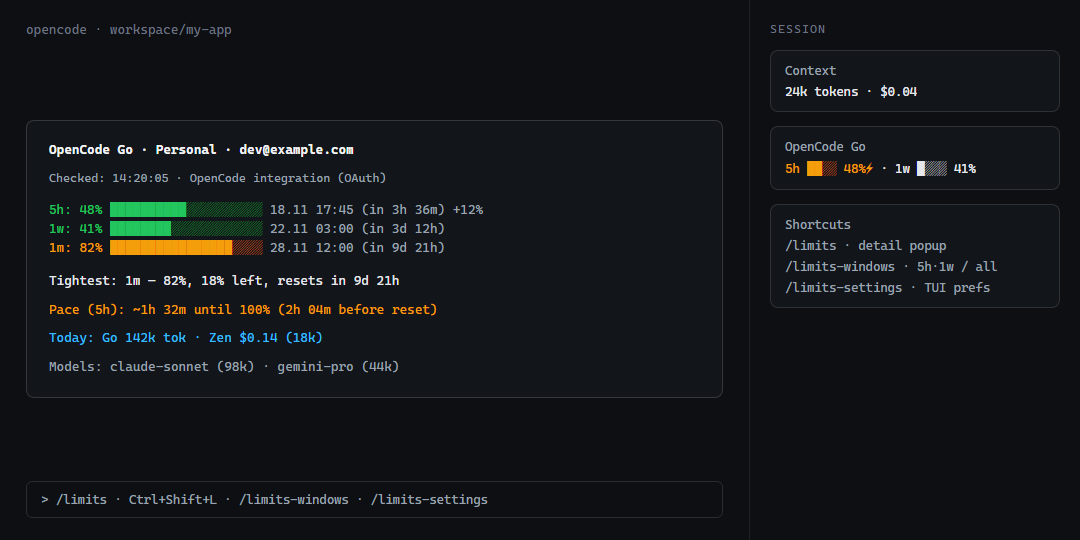 opencode · workspace/my-app
OpenCode Go · Personal · dev@example.com
Checked: 14:20:05 · OpenCode integration (OAuth)
5h: 48% ██████████▒▒▒▒▒▒▒▒▒▒ 18.11 17:45 (in 3h 36m) +12%
1w: 41% ████████▒▒▒▒▒▒▒▒▒▒▒▒ 22.11 03:00 (in 3d 12h)
1m: 82% ████████████████▒▒▒▒ 28.11 12:00 (in 9d 21h)
Tightest: 1m — 82%, 18% left, resets in 9d 21h
Pace (5h): ~1h 32m until 100% (2h 04m before reset)
Today: Go 142k tok · Zen $0.14 (18k)
Models: claude-sonnet (98k) · gemini-pro (44k)
> /limits · Ctrl+Shift+L · /limits-windows · /limits-settings
SESSION
Context
24k tokens · $0.04
OpenCode Go
5h ██▒▒ 48%⚡ · 1w █▒▒▒ 41%
Shortcuts
/limits · detail popup
/limits-windows · 5h·1w / all
/limits-settings · TUI prefs